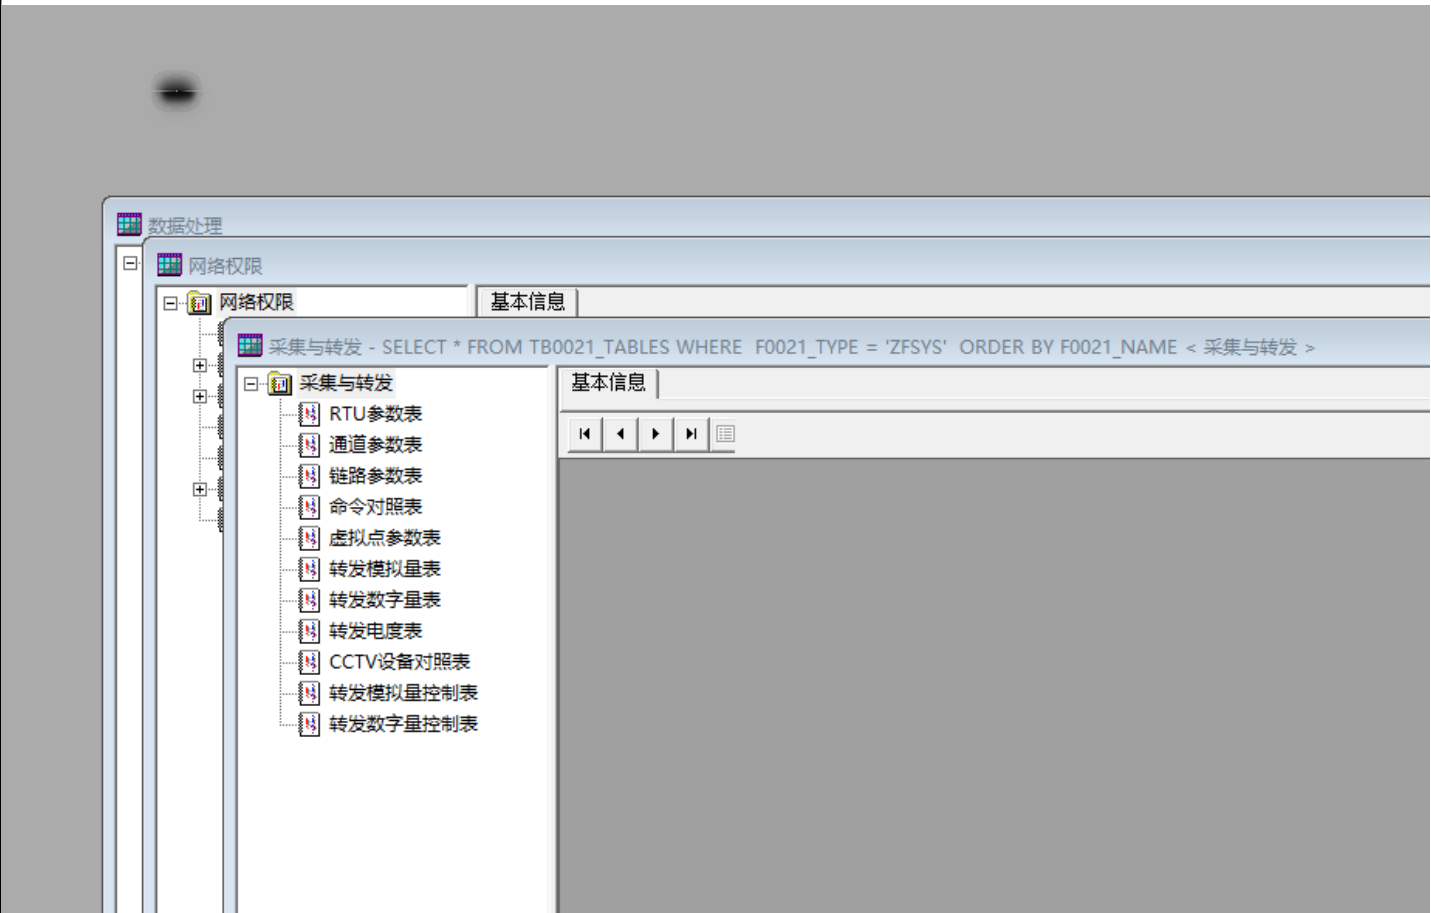 数据处理
网络权限
网络权限
基本信息
采集与转发 - SELECT * FROM TB0021_TABLES WHERE  F0021_TYPE = 'ZFSYS'  ORDER BY F0021_NAME < 采集与转发 >
采集与转发
基本信息
RTU参数表
通道参数表
链路参数表
命令对照表
虚拟点参数表
转发模拟量表
转发数字量表
转发电度表
CCTV设备对照表
转发模拟量控制表
转发数字量控制表